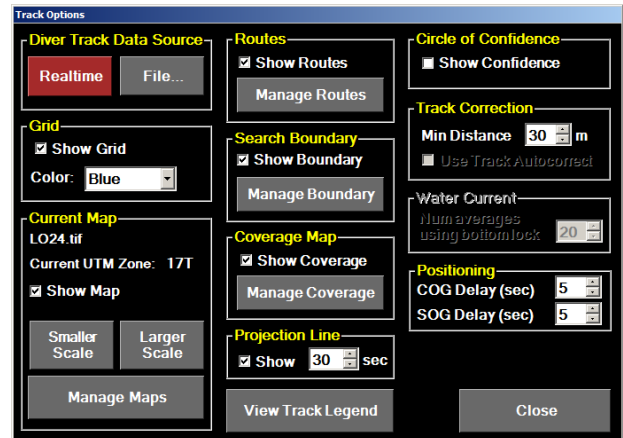 Track Options
Diver Track Data Source
Realtime
File...
Grid
Show Grid
Color: Blue
Current Map
LO24.tif
Current UTM Zone: 17T
Show Map
Smaller
Scale
Larger
Scale
Manage Maps
Routes
Show Routes
Manage Routes
Search Boundary
Show Boundary
Manage Boundary
Coverage Map
Show Coverage
Manage Coverage
Projection Line
Show 30 sec
View Track Legend
Circle of Confidence
Show Confidence
Track Correction
Min Distance 30 m
Use Track Autocorrect
Water Current
Num averages
using bottom lock 20
Positioning
COG Delay (sec) 5
SOG Delay (sec) 5
Close